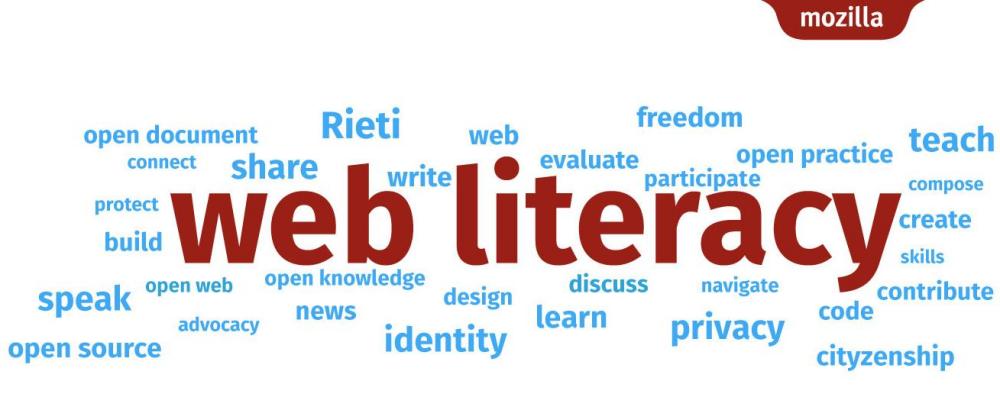 mozilla
freedom
Rieti
open document
web
teach
connect
share
evaluate
open practice
write
participate
compose
protect
web literacy
create
build
skills
open web
open knowledge
discuss
navigate
contribute
speak
news
design
code
advocacy
learn
privacy
open source
identity
cityzenship